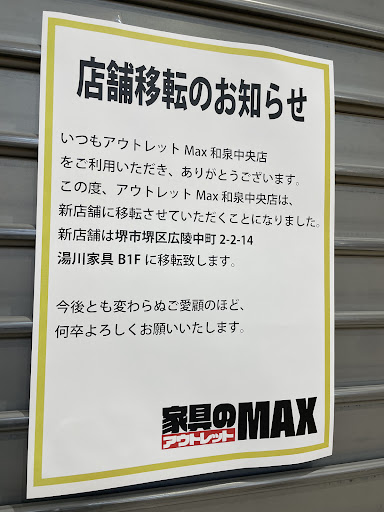 店舗移転のお知らせ
いつもアウトレット Max 和泉中央店
をご利用いただき、ありがとうございます。
この度、アウトレット Max 和泉中央店は、
新店舗に移転させていただくことになりました。
新店舗は堺市堺区広陵中町 2-2-14
湯川家具 B1F に移転致します。
今後とも変わらぬご愛顧のほど、
何卒よろしくお願いいたします。
家具の
アウトレット
MAX